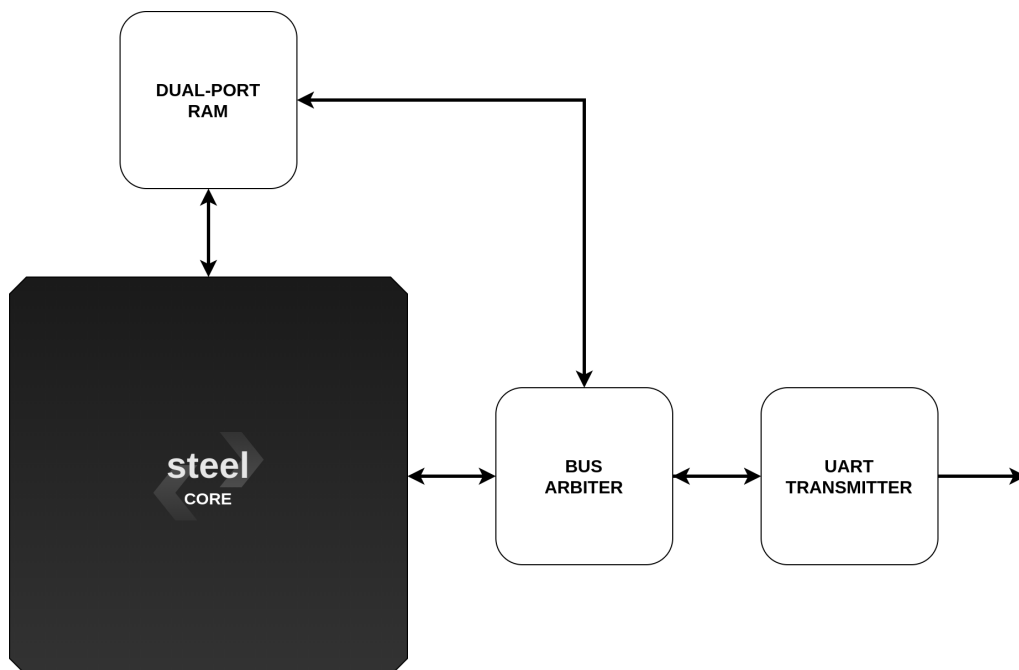 DUAL-PORT
RAM
steel
CORE
BUS
ARBITER
UART
TRANSMITTER